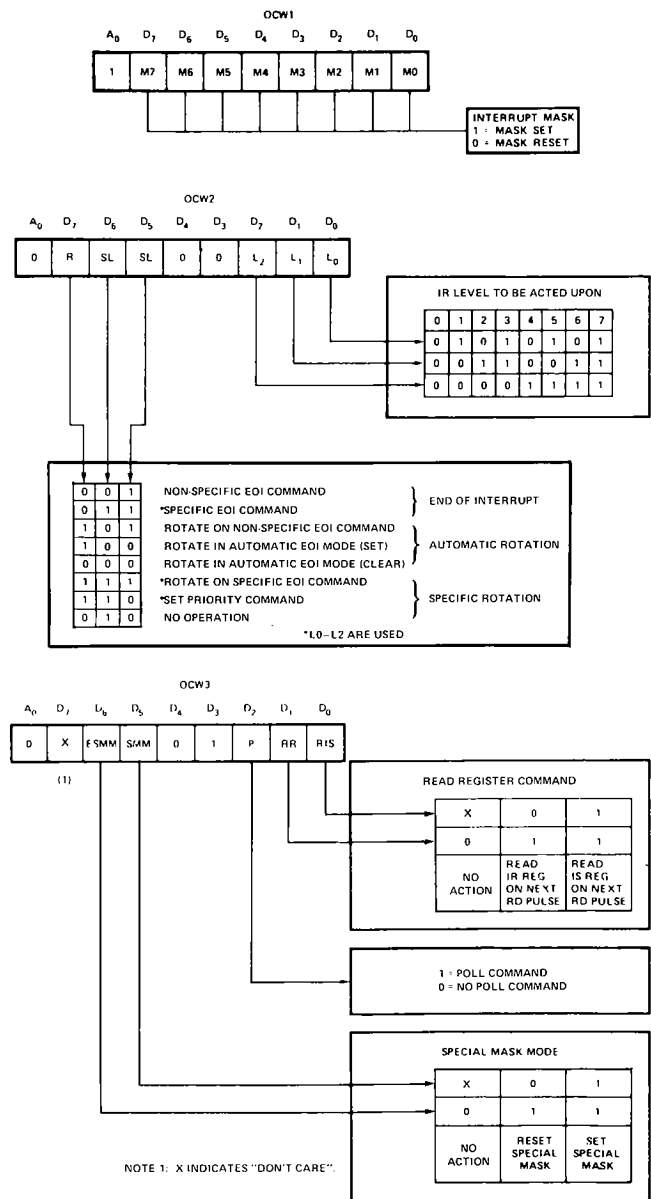 OCW1
A0 D7 D6 D5 D4 D3 D2 D1 D0
1 M7 M6 M5 M4 M3 M2 M1 M0
INTERRUPT MASK
1 = MASK SET
0 = MASK RESET
OCW2
A0 D7 D6 D5 D4 D3 D7 D1 D0
0 R SL SL 0 0 L2 L1 L0
IR LEVEL TO BE ACTED UPON
0 1 2 3 4 5 6 7
0 1 0 1 0 1 0 1
0 0 1 1 0 0 1 1
0 0 0 0 1 1 1 1
0 0 1 NON-SPECIFIC EOI COMMAND
0 1 1 *SPECIFIC EOI COMMAND
END OF INTERRUPT
1 0 1 ROTATE ON NON-SPECIFIC EOI COMMAND
1 0 0 ROTATE IN AUTOMATIC EOI MODE (SET)
0 0 0 ROTATE IN AUTOMATIC EOI MODE (CLEAR)
AUTOMATIC ROTATION
1 1 1 *ROTATE ON SPECIFIC EOI COMMAND
1 1 0 *SET PRIORITY COMMAND
0 1 0 NO OPERATION
SPECIFIC ROTATION
*L0-L2 ARE USED
OCW3
A0 D7 D6 D5 D4 D3 D2 D1 D0
0 X ESMM SMM 0 1 P RR RIS
(1)
READ REGISTER COMMAND
X 0 1
0 1 1
NO
ACTION
READ
IR REG
ON NEXT
RD PULSE
READ
IS REG
ON NEXT
RD PULSE
1 = POLL COMMAND
0 = NO POLL COMMAND
SPECIAL MASK MODE
X 0 1
0 1 1
NO
ACTION
RESET
SPECIAL
MASK
SET
SPECIAL
MASK
NOTE 1: X INDICATES "DON'T CARE".